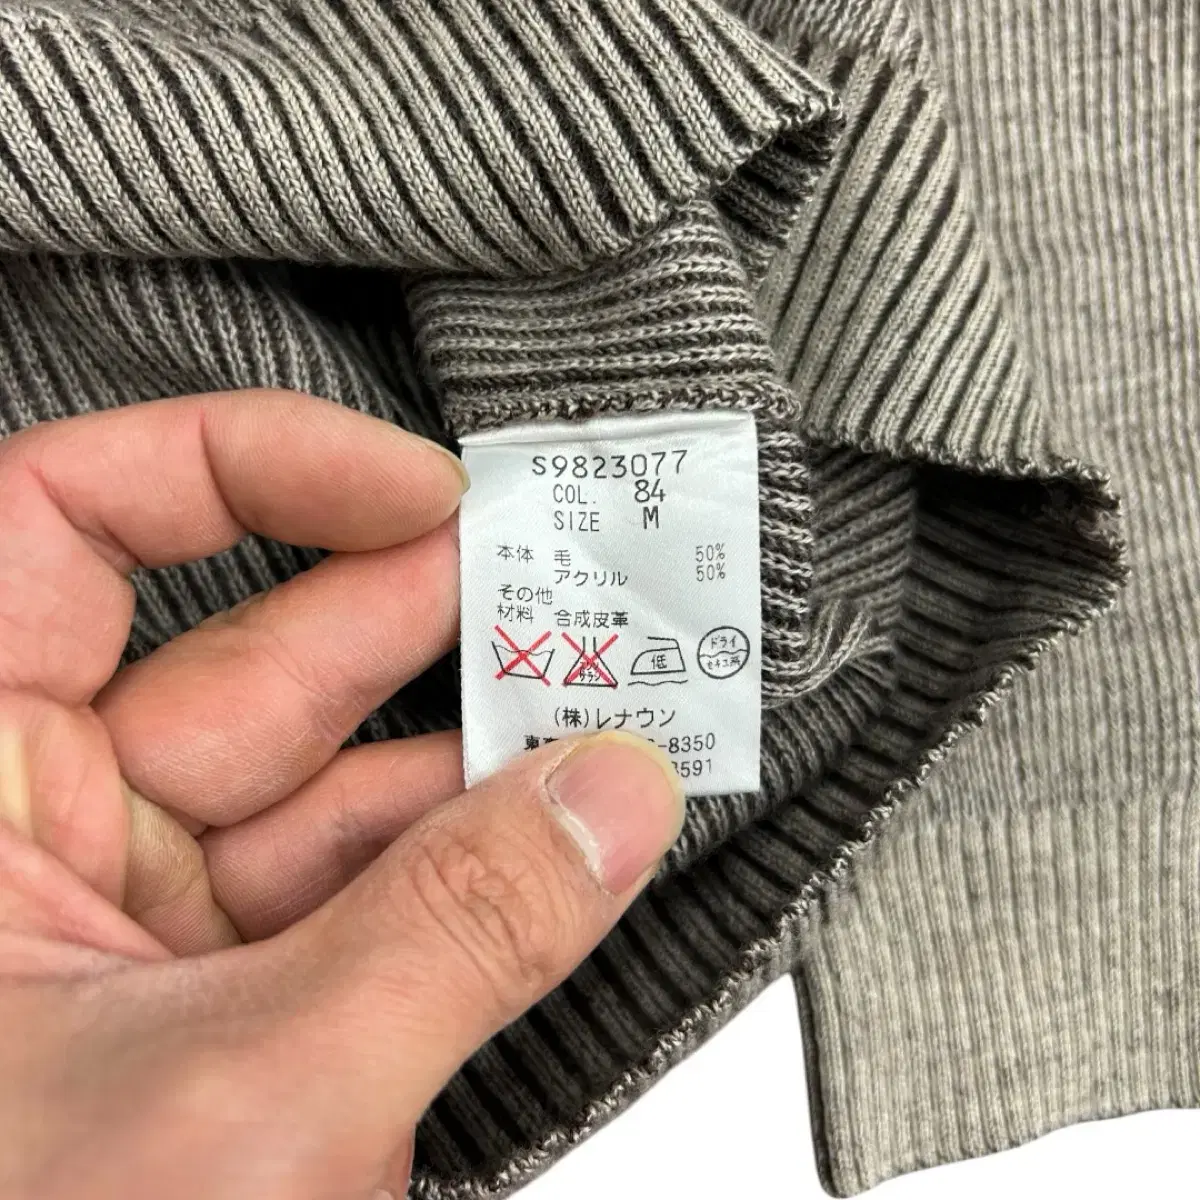 S9823077
COL. 84
SIZE M
本体 毛 50%
アクリル 50%
その他
材料 合成皮革
低
ドライ
セキユ系
(株)レナウン
-8350
3591